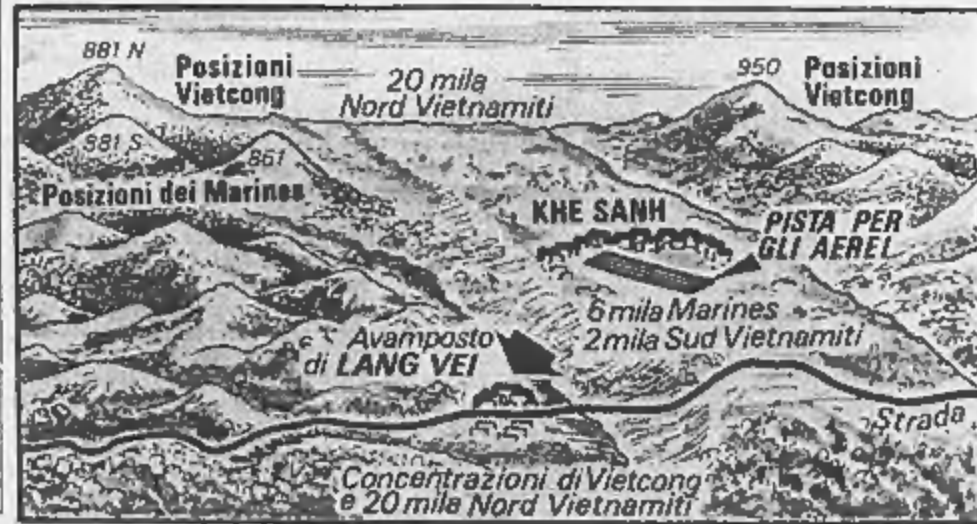 881 N
Posizioni
Vietcong
20 mila
Nord Vietnamiti
950
Posizioni
Vietcong
881 S
861
Posizioni dei Marines
KHE SANH
PISTA PER
GLI AEREI
6 mila Marines
2 mila Sud Vietnamiti
Avamposto
di LANG VEI
Strada
Concentrazioni di Vietcong
e 20 mila Nord Vietnamiti